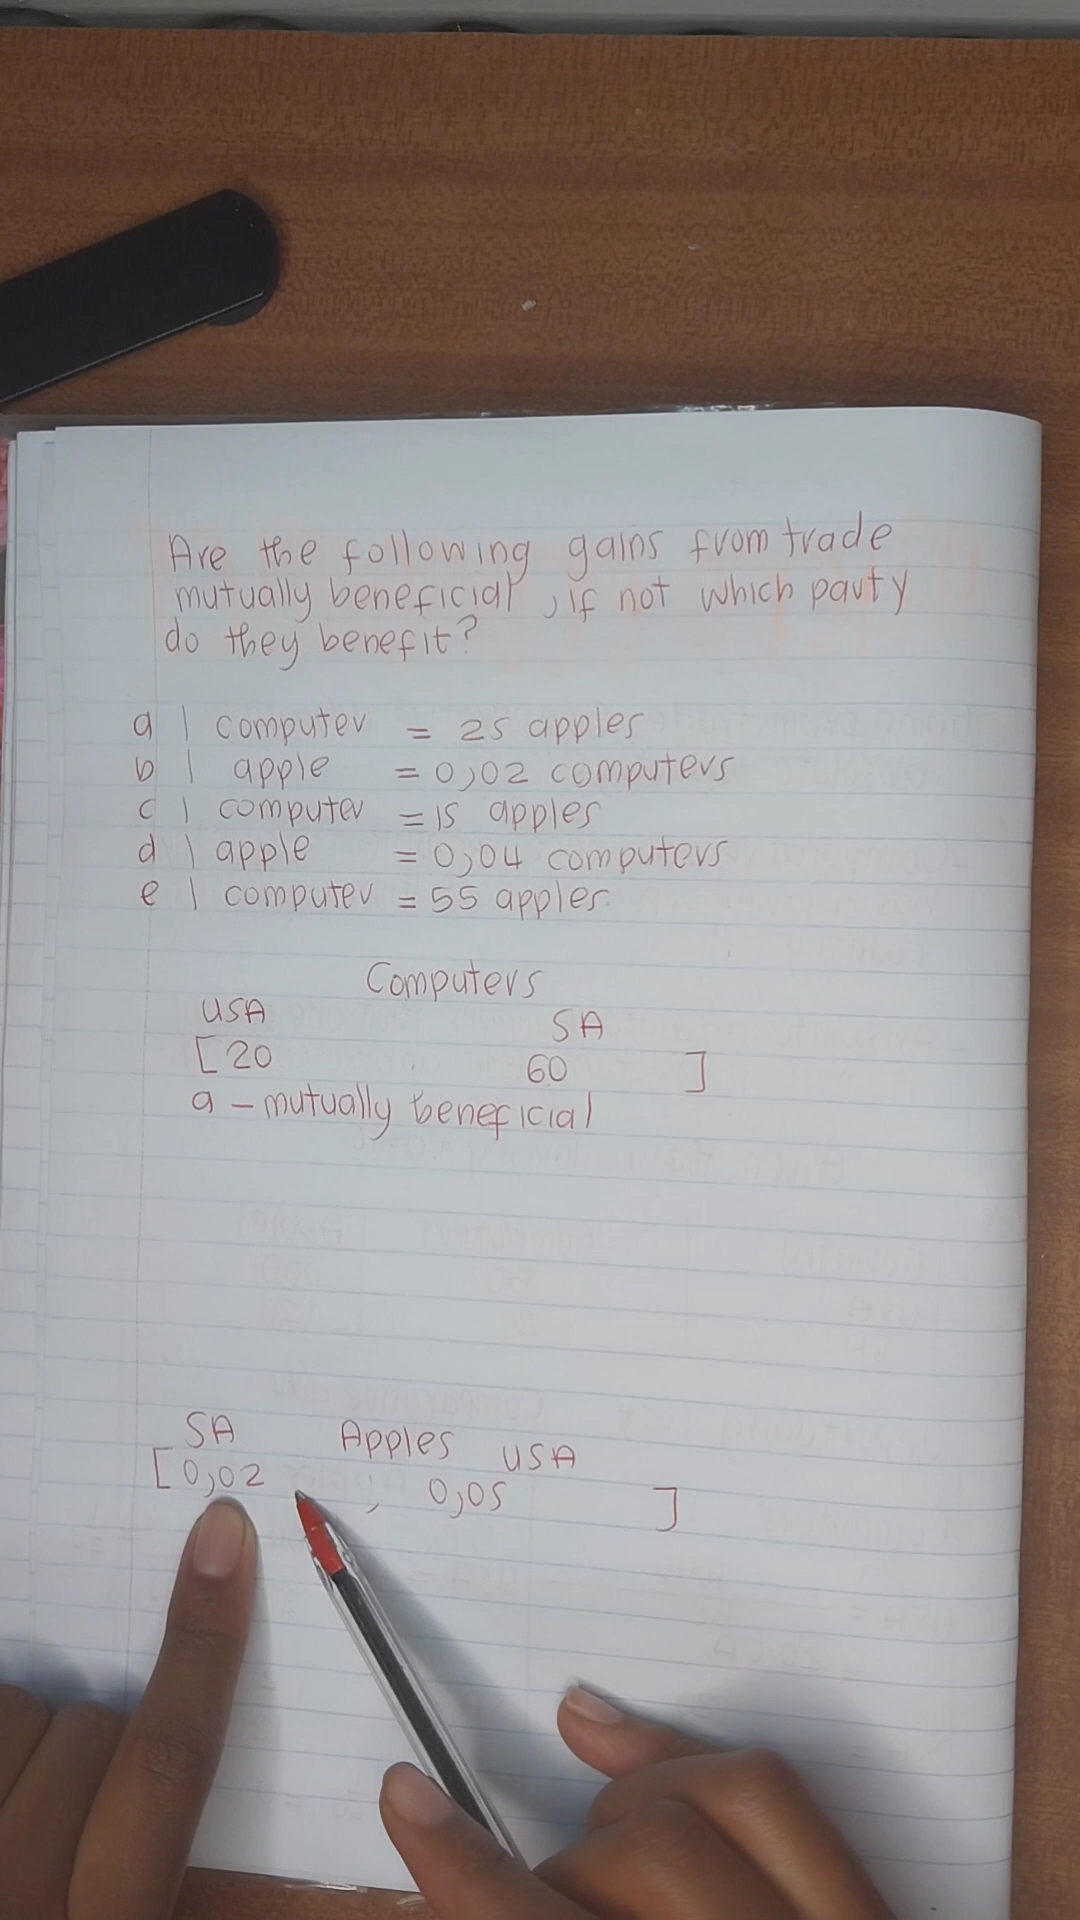 Are the following gains from trade
mutually beneficial, if not which party
do they benefit?
a 1 computer = 25 apples
b 1 apple = 0,02 computers
c 1 computer = 15 apples
d 1 apple = 0,04 computers
e 1 computer = 55 apples.
Computers
USA SA
[20 60 ]
a - mutually beneficial
SA Apples USA
[0,02 ; 0,05 ]